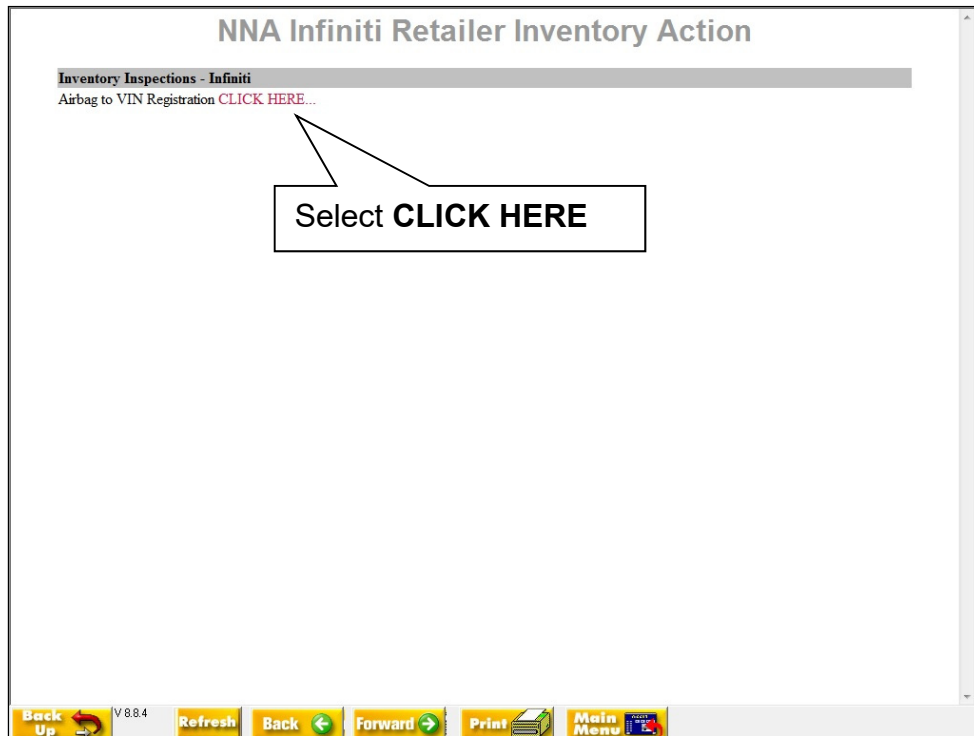 NNA Infiniti Retailer Inventory Action
Inventory Inspections - Infiniti
Airbag to VIN Registration CLICK HERE...
Select CLICK HERE
Back Up
V 8.8.4
Refresh
Back
Forward
Print
Main Menu